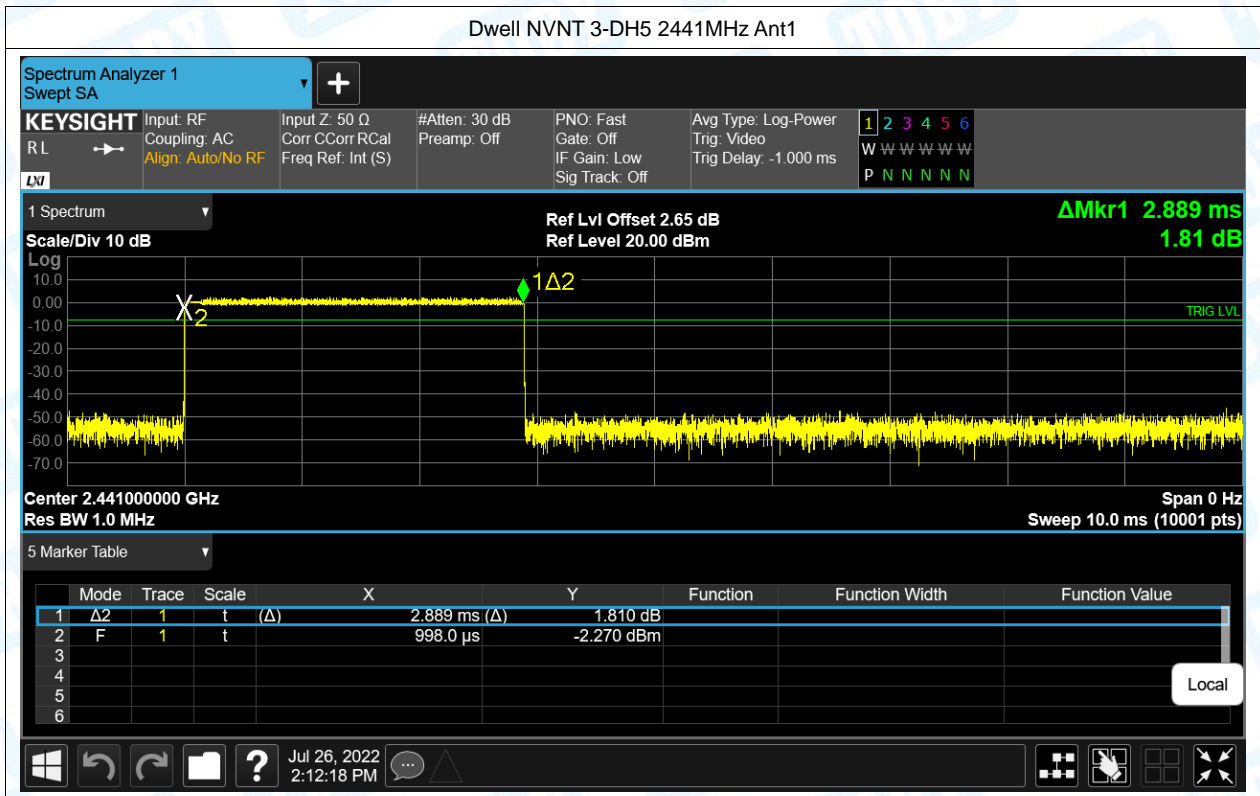 Dwell NVNT 3-DH5 2441MHz Ant1
Spectrum Analyzer 1
Swept SA
+
KEYSIGHT
R L
LXI
Input: RF
Coupling: AC
Align: Auto/No RF
Input Z: 50 Ω
Corr CCorr RCal
Freq Ref: Int (S)
#Atten: 30 dB
Preamp: Off
PNO: Fast
Gate: Off
IF Gain: Low
Sig Track: Off
Avg Type: Log-Power
Trig: Video
Trig Delay: -1.000 ms
1 2 3 4 5 6
W W W W W W
P N N N N N
1 Spectrum
Scale/Div 10 dB
Ref Lvl Offset 2.65 dB
Ref Level 20.00 dBm
ΔMkr1 2.889 ms
1.81 dB
Log
10.0
0.00
-10.0
-20.0
-30.0
-40.0
-50.0
-60.0
-70.0
X
2
1Δ2
TRIG LVL
Center 2.441000000 GHz
Res BW 1.0 MHz
Span 0 Hz
Sweep 10.0 ms (10001 pts)
5 Marker Table
Mode Trace Scale X Y Function Function Width Function Value
1 Δ2 1 t (Δ) 2.889 ms (Δ) 1.810 dB
2 F 1 t 998.0 µs -2.270 dBm
3
4
5
6
Local
?
Jul 26, 2022
2:12:18 PM
TOBY